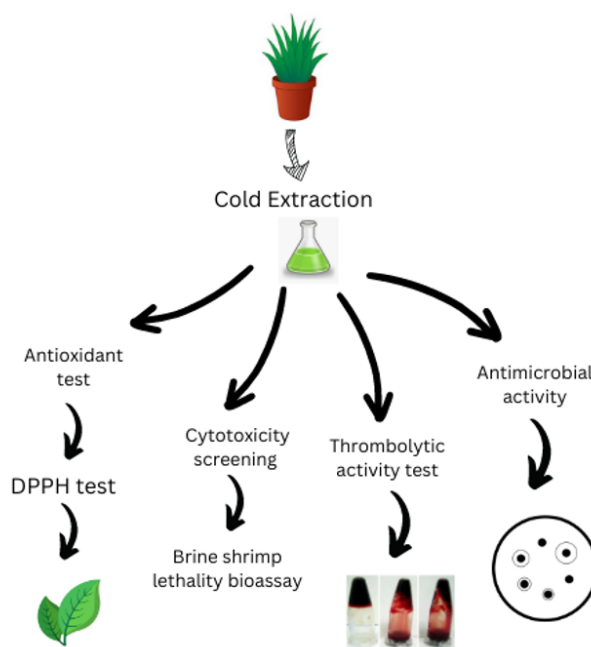 Cold Extraction
Antioxidant
test
DPPH test
Cytotoxicity
screening
Brine shrimp
lethality bioassay
Thrombolytic
activity test
Antimicrobial
activity